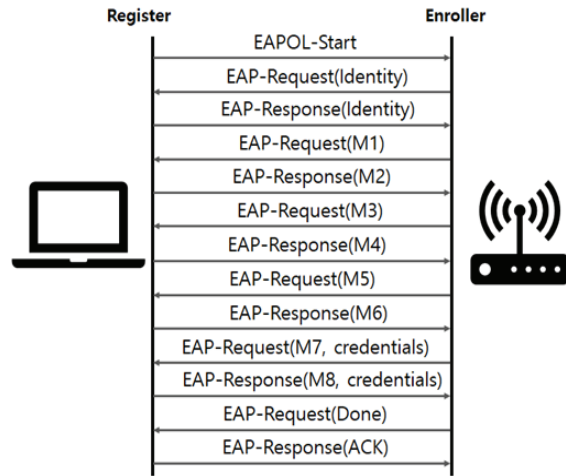 Register
Enroller
EAPOL-Start
EAP-Request(Identity)
EAP-Response(Identity)
EAP-Request(M1)
EAP-Response(M2)
EAP-Request(M3)
EAP-Response(M4)
EAP-Request(M5)
EAP-Response(M6)
EAP-Request(M7, credentials)
EAP-Response(M8, credentials)
EAP-Request(Done)
EAP-Response(ACK)